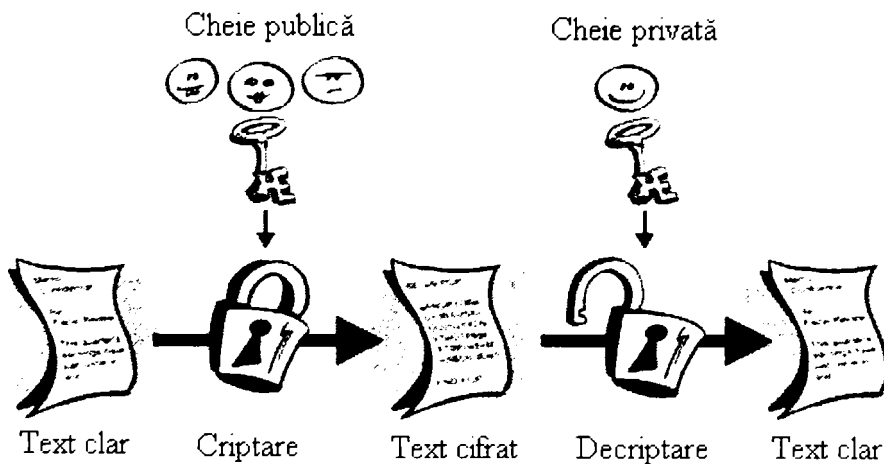 Cheie publică
Cheie privată
Text clar
Criptare
Text cifrat
Decriptare
Text clar